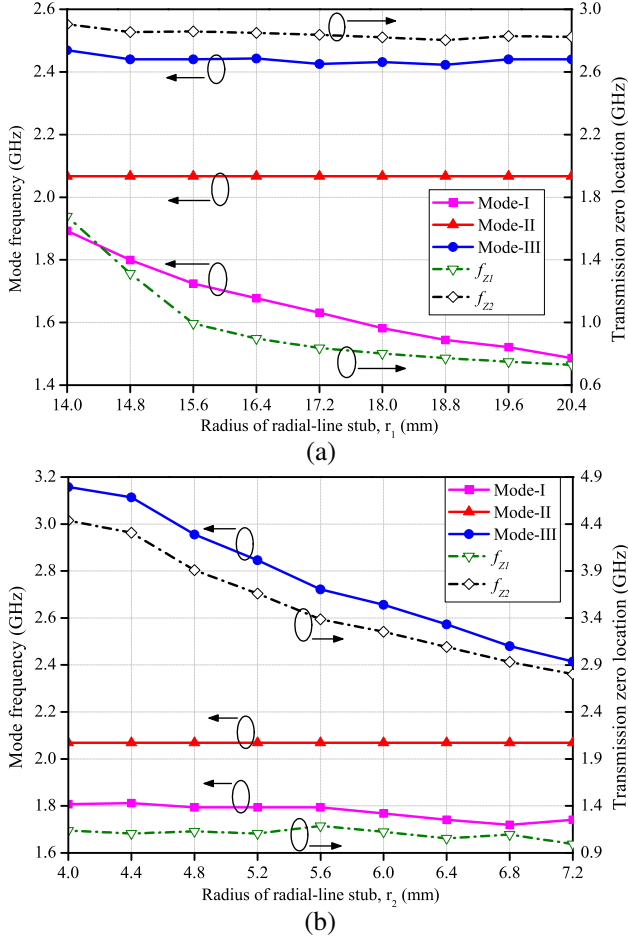 2.6
2.4
2.2
2.0
1.8
1.6
1.4
Mode frequency (GHz)
3.0
2.6
2.2
1.8
1.4
1.0
0.6
Transmission zero location (GHz)
Mode-I
Mode-II
Mode-III
f_Z1
f_Z2
14.0 14.8 15.6 16.4 17.2 18.0 18.8 19.6 20.4
Radius of radial-line stub, r_1 (mm)
(a)
3.2
3.0
2.8
2.6
2.4
2.2
2.0
1.8
1.6
Mode frequency (GHz)
4.9
4.4
3.9
3.4
2.9
2.4
1.9
1.4
0.9
Transmission zero location (GHz)
Mode-I
Mode-II
Mode-III
f_Z1
f_Z2
4.0 4.4 4.8 5.2 5.6 6.0 6.4 6.8 7.2
Radius of radial-line stub, r_2 (mm)
(b)